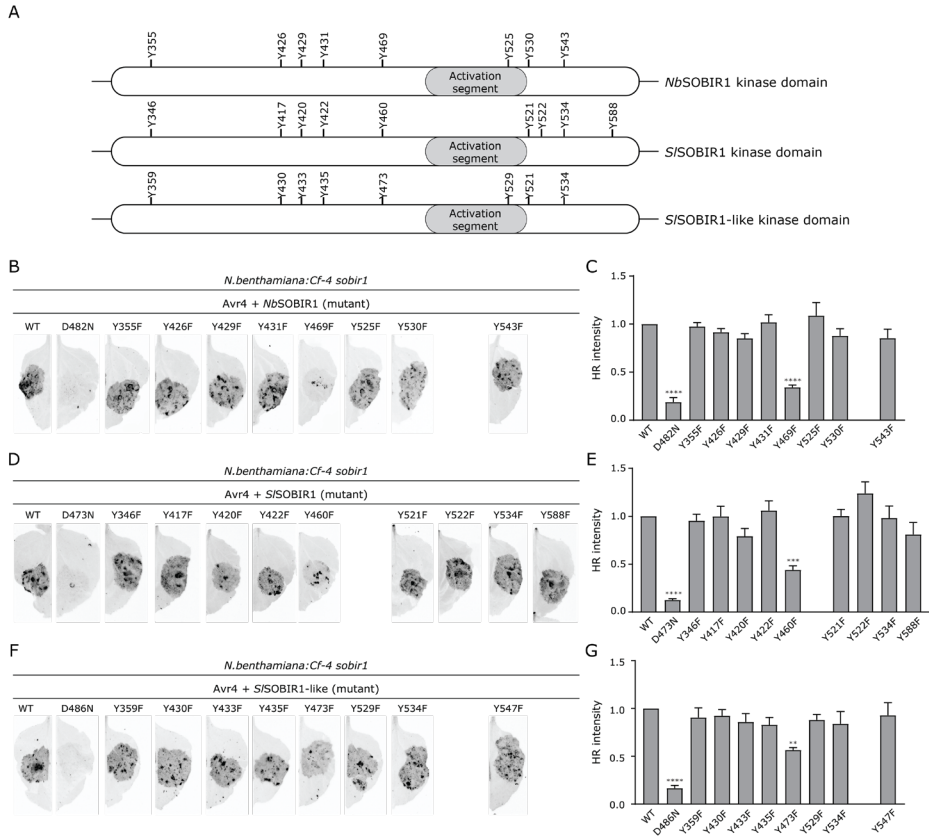 A
Y355 Y426 Y429 Y431 Y469 Y525 Y530 Y543
Activation
segment
NbSOBIR1 kinase domain
Y346 Y417 Y420 Y422 Y460 Y521 Y522 Y534 Y588
Activation
segment
SlSOBIR1 kinase domain
Y359 Y430 Y433 Y435 Y473 Y529 Y521 Y534
Activation
segment
SlSOBIR1-like kinase domain
B
N.benthamiana:Cf-4 sobir1
Avr4 + NbSOBIR1 (mutant)
WT D482N Y355F Y426F Y429F Y431F Y469F Y525F Y530F Y543F
C
1.5
1.0
0.5
0.0
HR intensity
****
****
WT D482N Y355F Y426F Y429F Y431F Y469F Y525F Y530F Y543F
D
N.benthamiana:Cf-4 sobir1
Avr4 + SlSOBIR1 (mutant)
WT D473N Y346F Y417F Y420F Y422F Y460F Y521F Y522F Y534F Y588F
E
1.5
1.0
0.5
0.0
HR intensity
****
***
WT D473N Y346F Y417F Y420F Y422F Y460F Y521F Y522F Y534F Y588F
F
N.benthamiana:Cf-4 sobir1
Avr4 + SlSOBIR1-like (mutant)
WT D486N Y359F Y430F Y433F Y435F Y473F Y529F Y534F Y547F
G
1.5
1.0
0.5
0.0
HR intensity
****
**
WT D486N Y359F Y430F Y433F Y435F Y473F Y529F Y534F Y547F